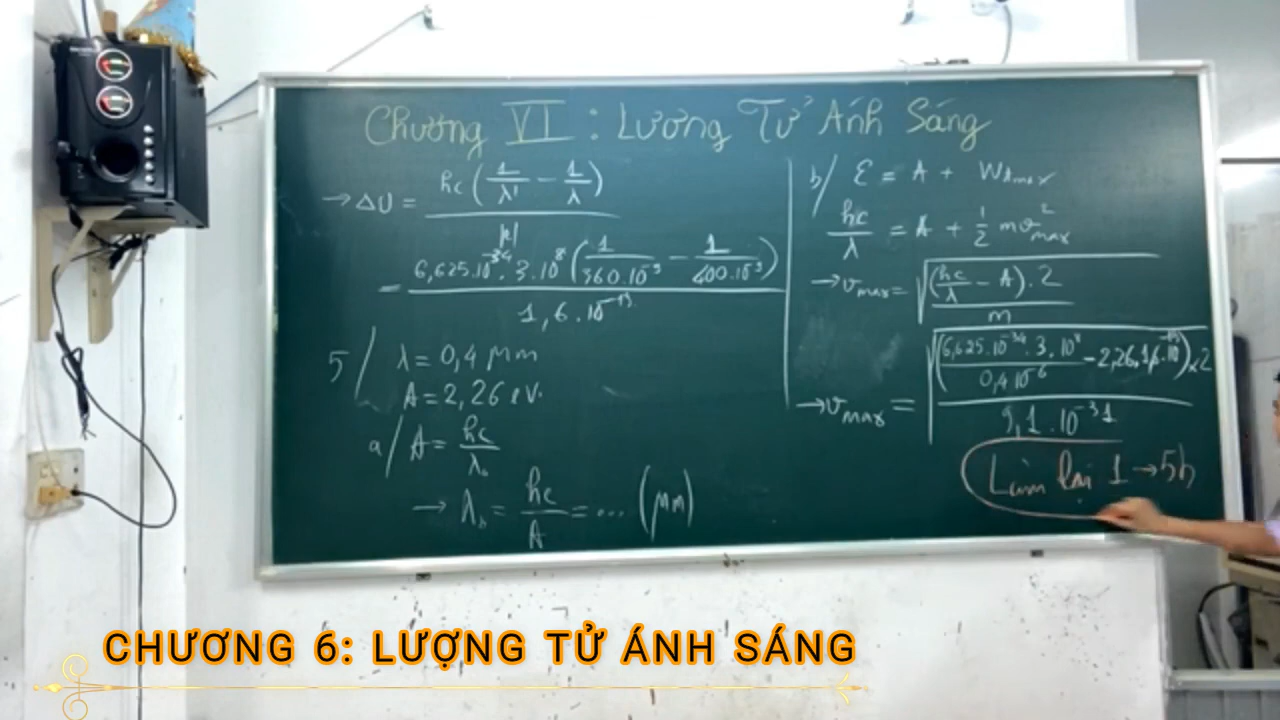 Chương VI : Lương Tử Ánh Sáng
→ ΔU = hc (1/λ' − 1/λ) / |e|
= 6,625.10⁻³⁴.3.10⁸ (1/360.10⁻⁹ − 1/400.10⁻⁹) / 1,6.10⁻¹⁹
5/ λ = 0,4 μm
A = 2,26 eV.
a/ A = hc/λ₀
→ λ₀ = hc/A = ... (μm)
b/ ε = A + Wđmax
hc/λ = A + 1/2 mv²max
→ vmax = √((hc/λ − A).2 / m)
→ vmax = √((6,625.10⁻³⁴.3.10⁸ / 0,4.10⁻⁶ − 2,26.1,6.10⁻¹⁹)x2 / 9,1.10⁻³¹)
Làm lại 1 → 5b
CHƯƠNG 6: LƯỢNG TỬ ÁNH SÁNG